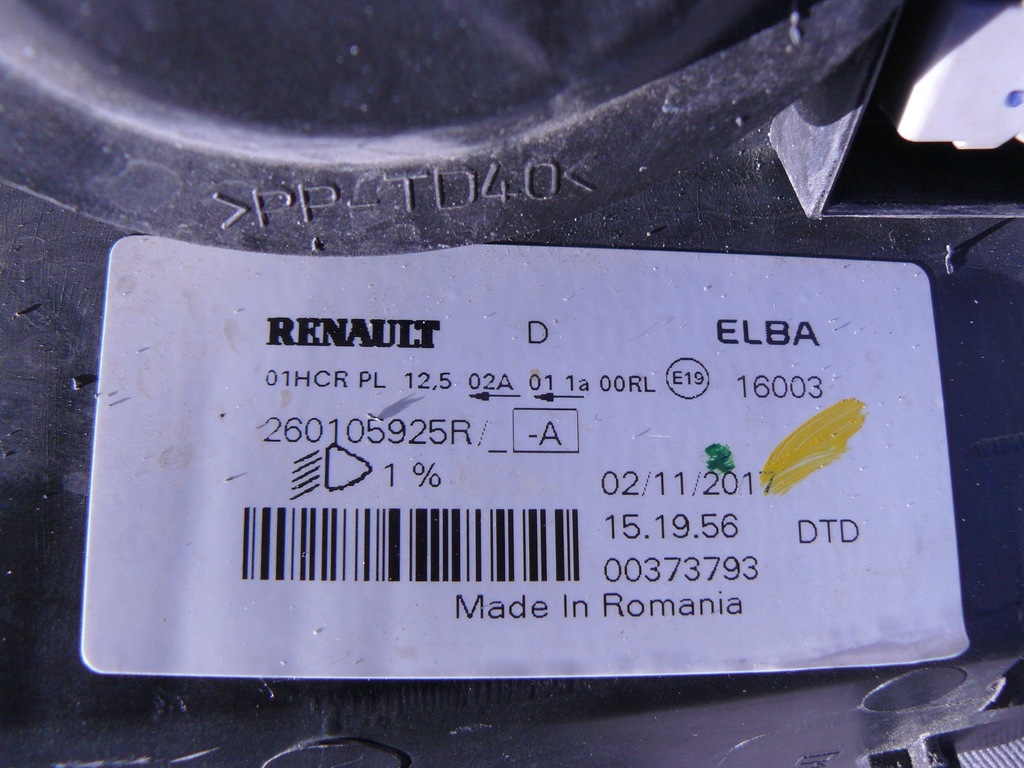 >PP-TD40<
RENAULT D ELBA
01HCR PL 12,5 02A 01 1a 00RL E19 16003
260105925R/_ -A
1 %
02/11/2017
15.19.56 DTD
00373793
Made In Romania